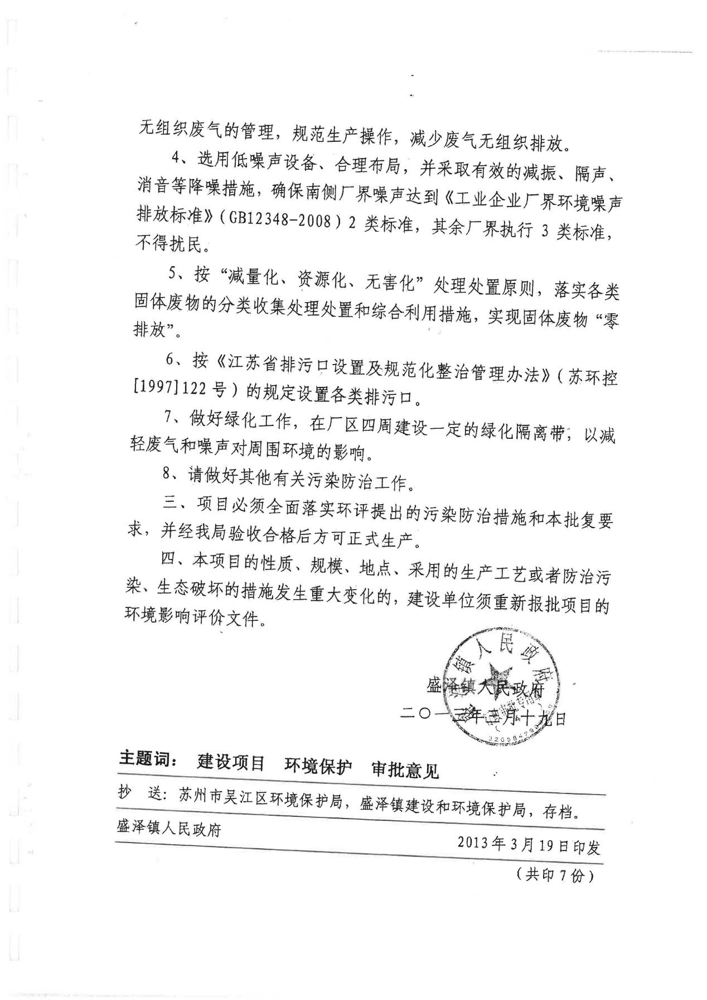 无组织废气的管理，规范生产操作，减少废气无组织排放。
4、选用低噪声设备、合理布局，并采取有效的减振、隔声、
消音等降噪措施，确保南侧厂界噪声达到《工业企业厂界环境噪声
排放标准》（GB12348-2008）2 类标准，其余厂界执行 3 类标准，
不得扰民。
5、按“减量化、资源化、无害化”处理处置原则，落实各类
固体废物的分类收集处理处置和综合利用措施，实现固体废物“零
排放”。
6、按《江苏省排污口设置及规范化整治管理办法》（苏环控
[1997]122 号）的规定设置各类排污口。
7、做好绿化工作，在厂区四周建设一定的绿化隔离带，以减
轻废气和噪声对周围环境的影响。
8、请做好其他有关污染防治工作。
三、项目必须全面落实环评提出的污染防治措施和本批复要
求，并经我局验收合格后方可正式生产。
四、本项目的性质、规模、地点、采用的生产工艺或者防治污
染、生态破坏的措施发生重大变化的，建设单位须重新报批项目的
环境影响评价文件。
盛泽镇人民政府
二〇一三年三月十九日
主题词： 建设项目 环境保护 审批意见
抄 送：苏州市吴江区环境保护局，盛泽镇建设和环境保护局，存档。
盛泽镇人民政府
2013年3月19日印发
（共印7份）